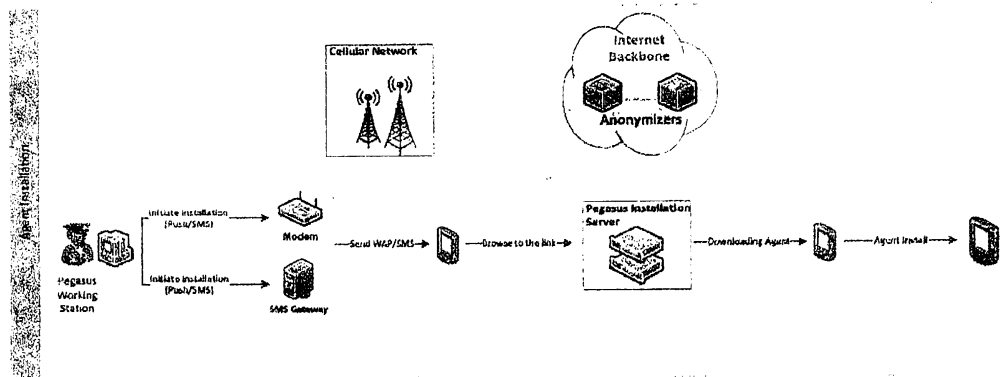 Agent Installation
Cellular Network
Internet
Backbone
Anonymizers
Pegasus
Working
Station
Initiate Installation
(Push/SMS)
Modem
Initiate Installation
(Push/SMS)
SMS Gateway
Send WAP/SMS
Browse to the link
Pegasus Installation
Server
Downloading Agent
Agent Install